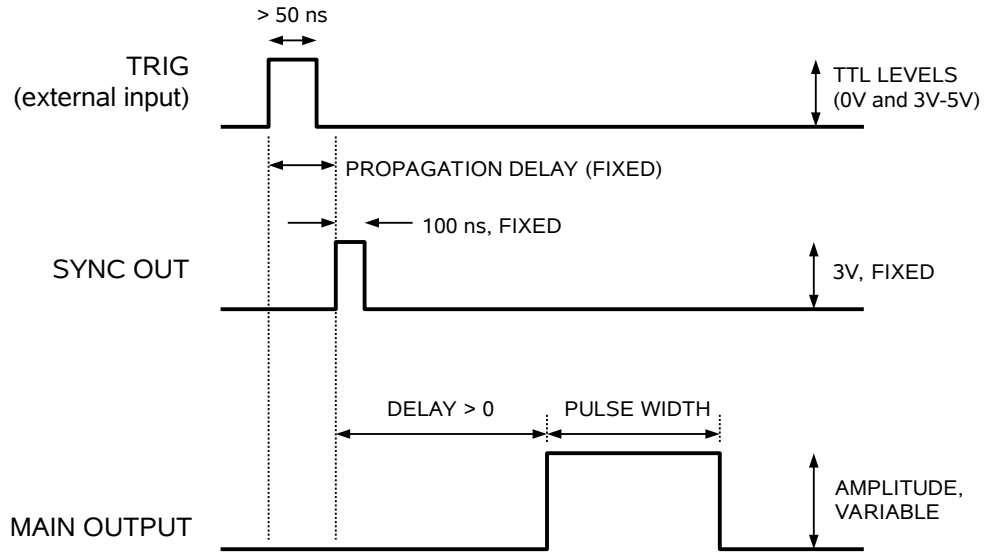 > 50 ns
TRIG
(external input)
TTL LEVELS
(0V and 3V-5V)
PROPAGATION DELAY (FIXED)
100 ns, FIXED
SYNC OUT
3V, FIXED
DELAY > 0
PULSE WIDTH
AMPLITUDE,
VARIABLE
MAIN OUTPUT